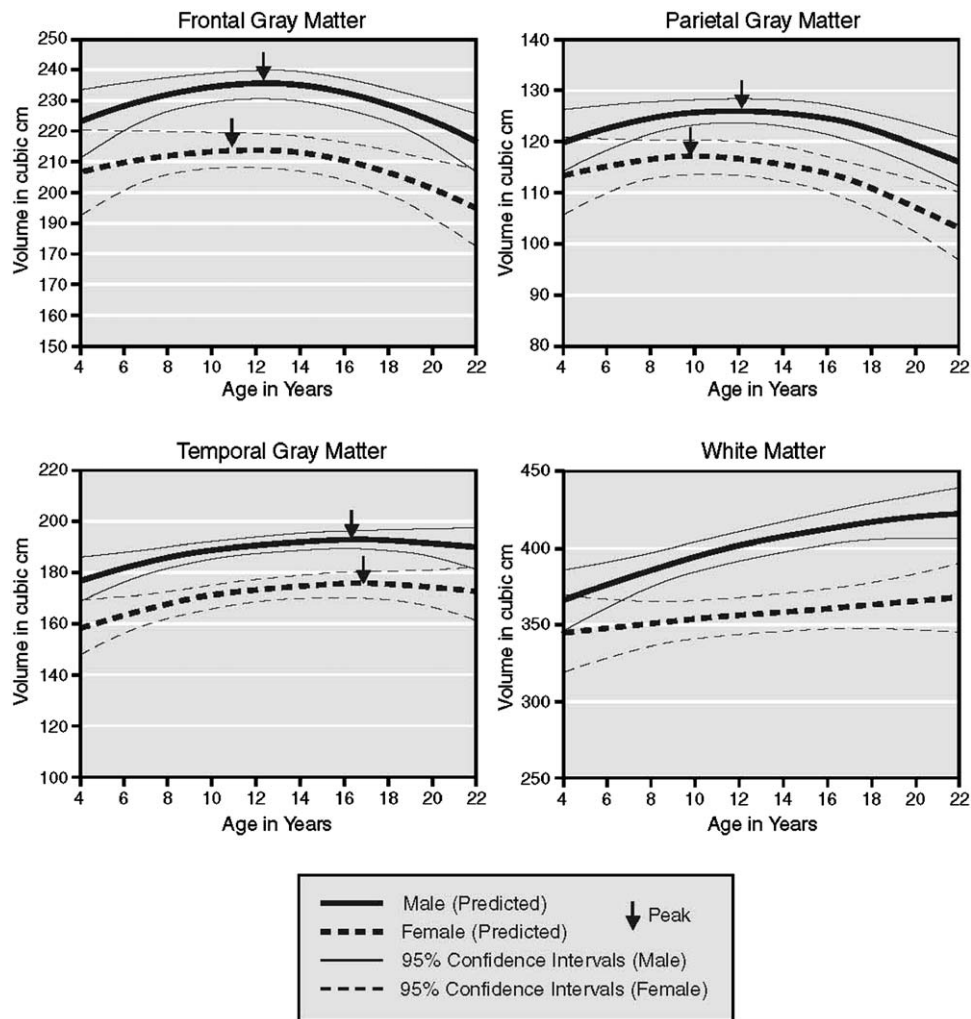 Frontal Gray Matter
Volume in cubic cm
250
240
230
220
210
200
190
180
170
160
150
4 6 8 10 12 14 16 18 20 22
Age in Years
Parietal Gray Matter
Volume in cubic cm
140
130
120
110
100
90
80
4 6 8 10 12 14 16 18 20 22
Age in Years
Temporal Gray Matter
Volume in cubic cm
220
200
180
160
140
120
100
4 6 8 10 12 14 16 18 20 22
Age in Years
White Matter
Volume in cubic cm
450
400
350
300
250
4 6 8 10 12 14 16 18 20 22
Age in Years
Male (Predicted)
Peak
Female (Predicted)
95% Confidence Intervals (Male)
95% Confidence Intervals (Female)